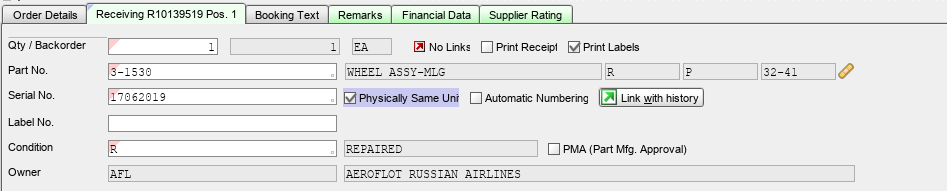 Order Details Receiving R10139519 Pos. 1 Booking Text Remarks Financial Data Supplier Rating
Qty / Backorder 1 1 EA No Links Print Receipt Print Labels
Part No. 3-1530 WHEEL ASSY-MLG R P 32-41
Serial No. 17062019 Physically Same Uni Automatic Numbering Link with history
Label No.
Condition R REPAIRED PMA (Part Mfg. Approval)
Owner AFL AEROFLOT RUSSIAN AIRLINES